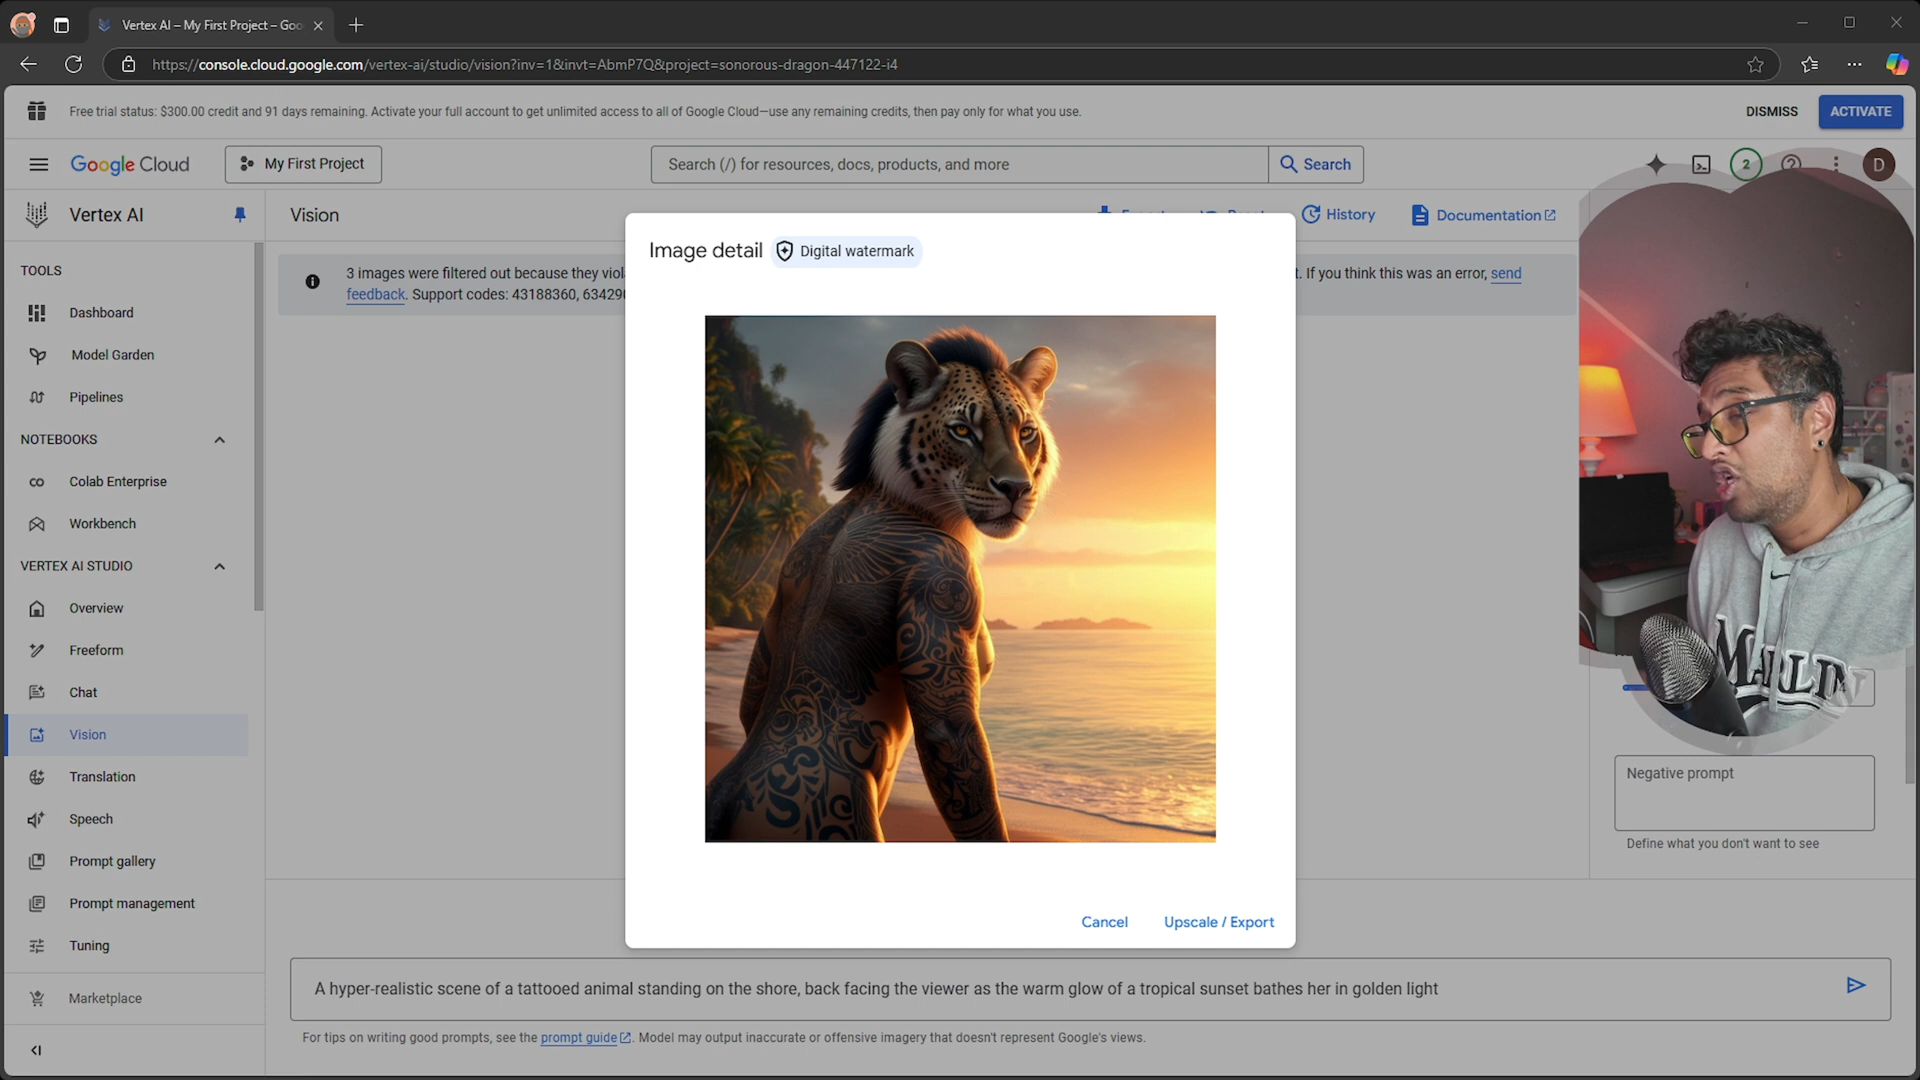 Vertex AI – My First Project – Goo
https://console.cloud.google.com/vertex-ai/studio/vision?inv=1&invt=AbmP7Q&project=sonorous-dragon-447122-i4
Free trial status: $300.00 credit and 91 days remaining. Activate your full account to get unlimited access to all of Google Cloud—use any remaining credits, then pay only for what you use.
DISMISS
ACTIVATE
Google Cloud
My First Project
Search (/) for resources, docs, products, and more
Search
2
D
Vertex AI
Vision
Export
Reset
History
Documentation
TOOLS
Dashboard
Model Garden
Pipelines
NOTEBOOKS
Colab Enterprise
Workbench
VERTEX AI STUDIO
Overview
Freeform
Chat
Vision
Translation
Speech
Prompt gallery
Prompt management
Tuning
Marketplace
3 images were filtered out because they viol
t. If you think this was an error, send
feedback. Support codes: 43188360, 63429
Image detail
Digital watermark
Cancel
Upscale / Export
MARLIN
Negative prompt
Define what you don't want to see
A hyper-realistic scene of a tattooed animal standing on the shore, back facing the viewer as the warm glow of a tropical sunset bathes her in golden light
For tips on writing good prompts, see the prompt guide. Model may output inaccurate or offensive imagery that doesn't represent Google's views.